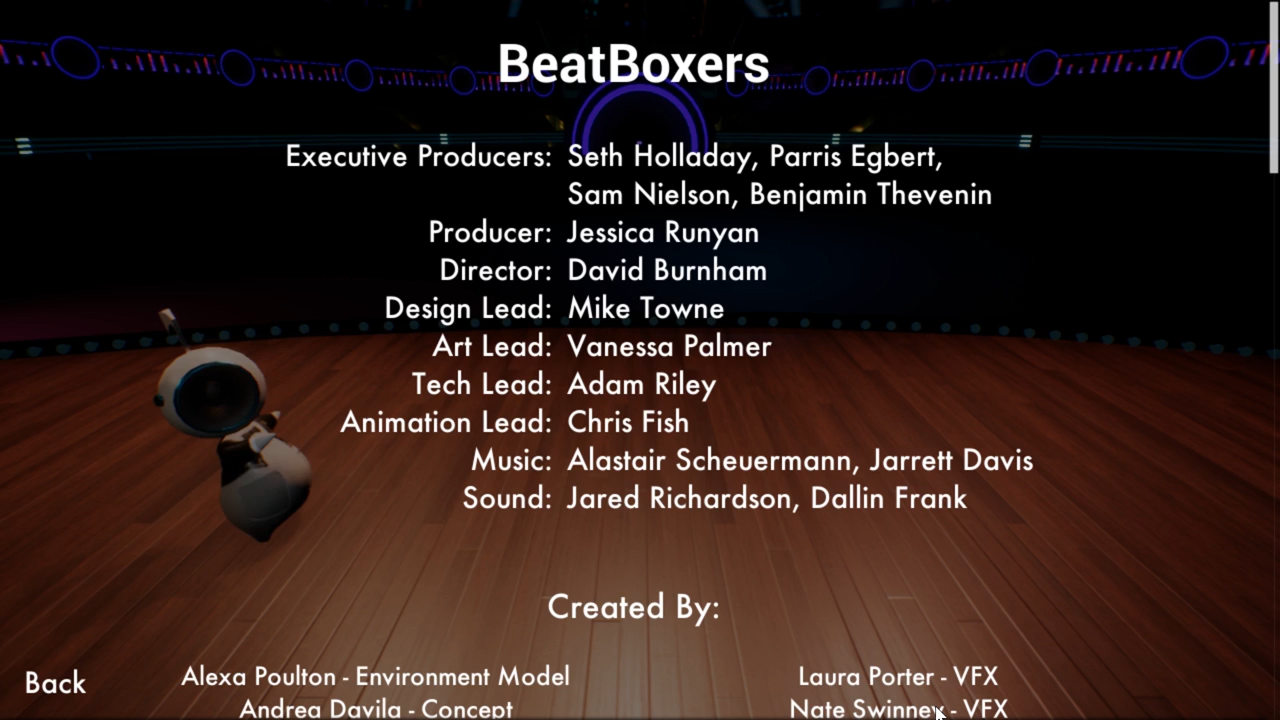 BeatBoxers
Executive Producers: Seth Holladay, Parris Egbert,
Sam Nielson, Benjamin Thevenin
Producer: Jessica Runyan
Director: David Burnham
Design Lead: Mike Towne
Art Lead: Vanessa Palmer
Tech Lead: Adam Riley
Animation Lead: Chris Fish
Music: Alastair Scheuermann, Jarrett Davis
Sound: Jared Richardson, Dallin Frank
Created By:
Alexa Poulton - Environment Model
Laura Porter - VFX
Andrea Davila - Concept
Nate Swinney - VFX
Back